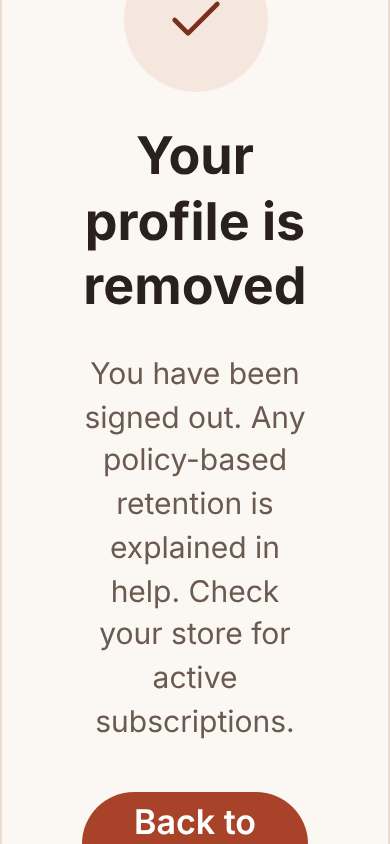 Your
profile is
removed
You have been
signed out. Any
policy-based
retention is
explained in
help. Check
your store for
active
subscriptions.
Back to